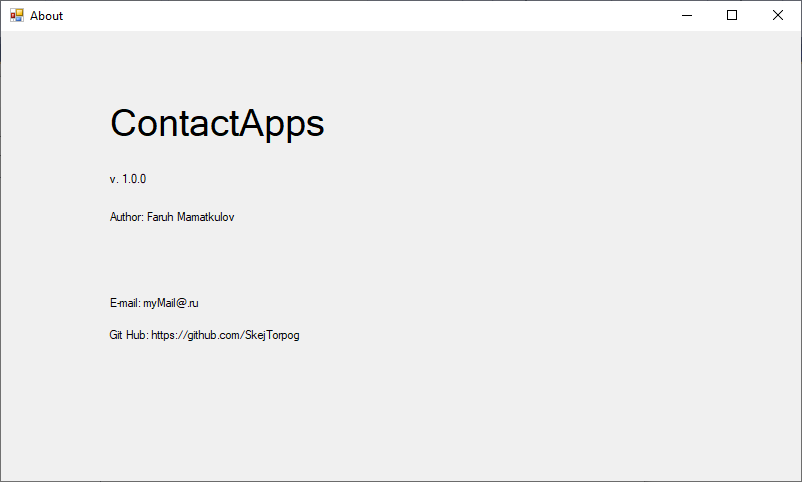 About
ContactApps
v. 1.0.0
Author: Faruh Mamatkulov
E-mail: myMail@.ru
Git Hub: https://github.com/SkejTorpog